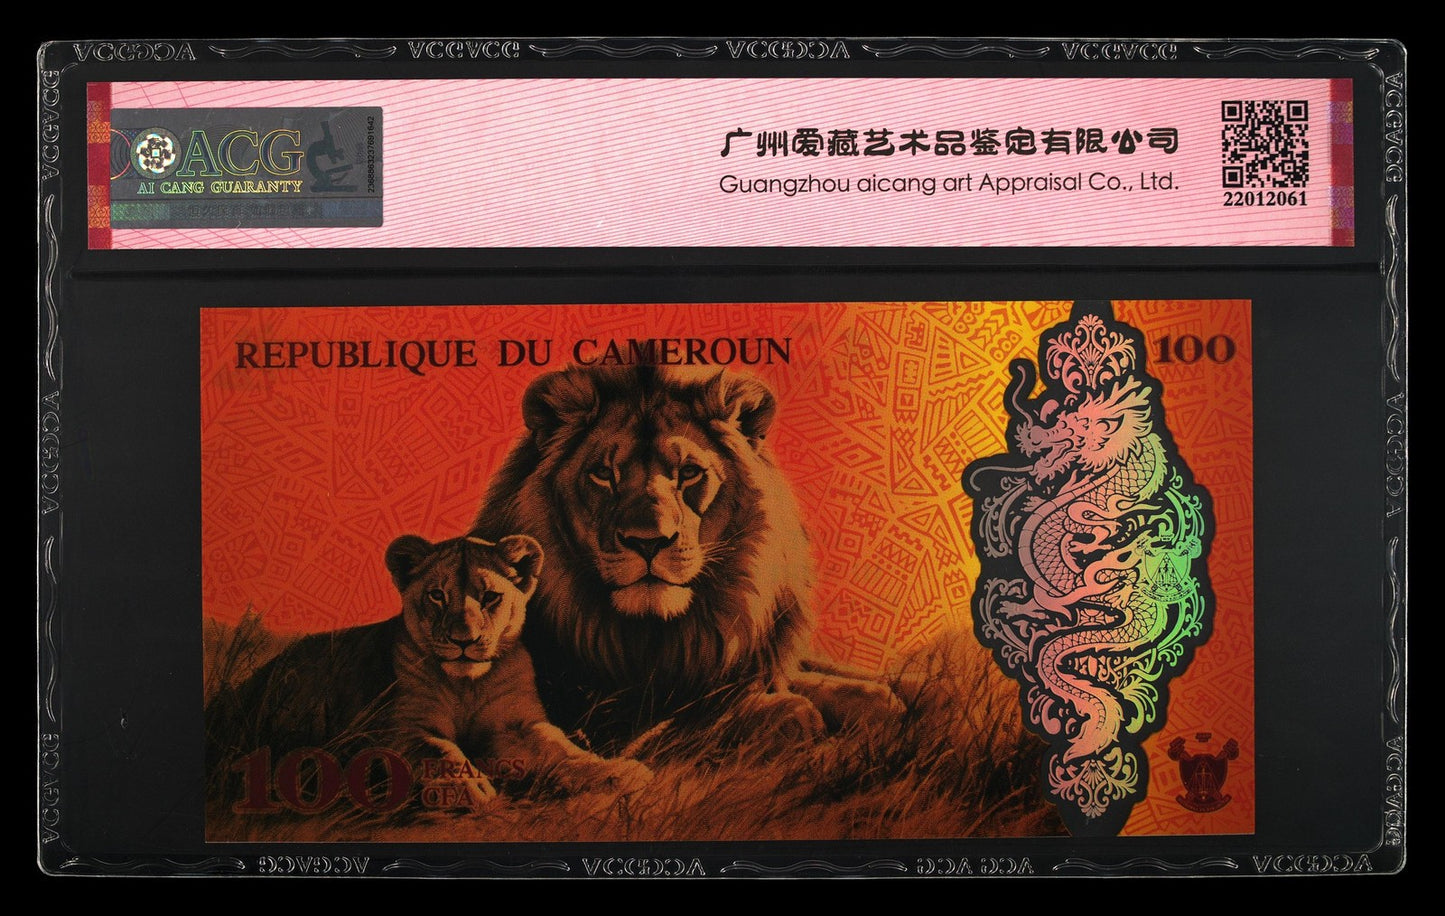 ACG
AI CANG GUARANTY
广州爱藏艺术品鉴定有限公司
Guangzhou aicang art Appraisal Co., Ltd.
22012061
REPUBLIQUE DU CAMEROUN
100
100 FRANCS
CFA